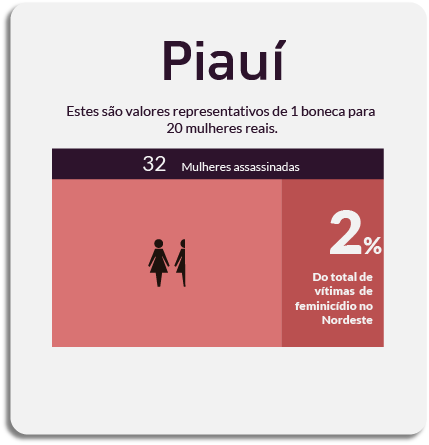 Piauí
Estes são valores representativos de 1 boneca para
20 mulheres reais.
32 Mulheres assassinadas
2%
Do total de
vítimas de
feminicídio no
Nordeste